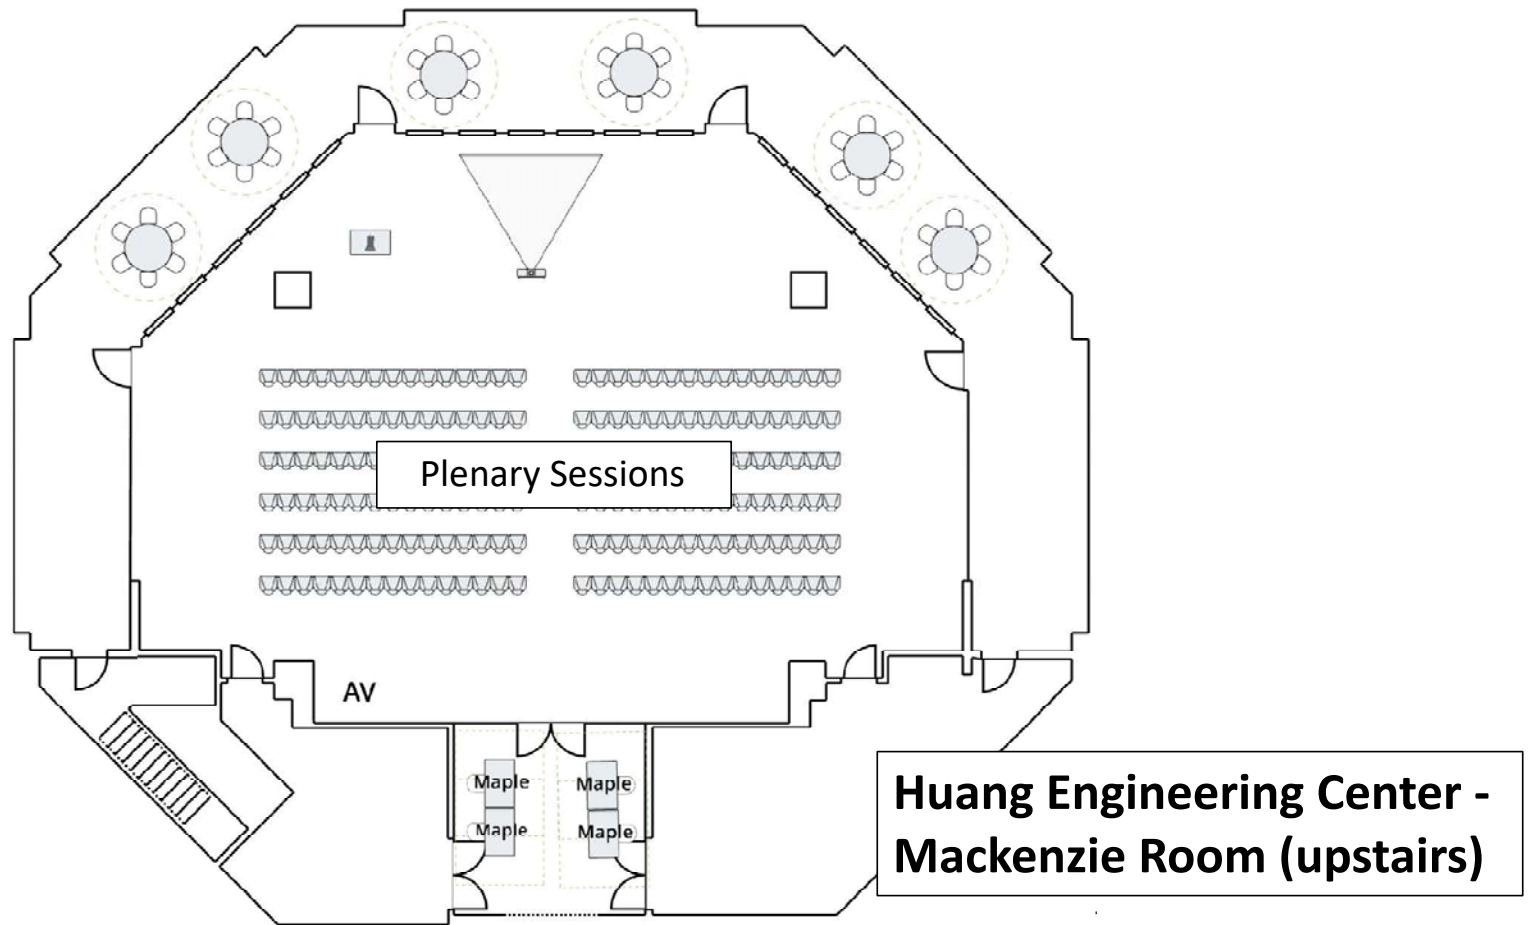 Plenary Sessions
AV
Maple
Maple
Maple
Maple
Huang Engineering Center -
Mackenzie Room (upstairs)